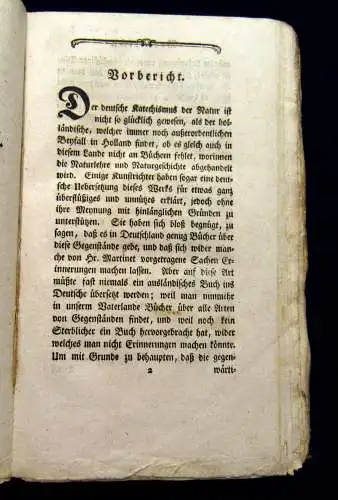 Vorbericht.
Der deutsche Katechismus der Natur ist
nicht so glücklich gewesen, als der hol-
ländische, welcher immer noch außerordentlichen
Beyfall in Holland findet, ob es gleich auch in
diesem Lande nicht an Büchern fehlet, worinnen
die Naturlehre und Naturgeschichte abgehandelt
wird. Einige Kunstrichter haben sogar eine deut-
sche Uebersetzung dieses Werks für etwas ganz
überflüßiges und unnützes erklärt, jedoch ohne
ihre Meynung mit hinlänglichen Gründen zu
unterstützen. Sie haben sich bloß begnügt, zu
sagen, daß es in Deutschland genug Bücher über
diese Gegenstände gebe, und daß sich wider man-
che von Hr. Martinet vorgetragene Sachen Er-
innerungen machen lassen. Aber auf diese Art
müßte fast niemals ein ausländisches Buch ins
Deutsche übersetzt werden; weil man nunmehr
in unserm Vaterlande Bücher über alle Arten
von Gegenständen findet, und weil noch kein
Sterblicher ein Buch hervorgebracht hat, wider
welches man nicht Erinnerungen machen könnte.
Um mit Grunde zu behaupten, daß die gegen-
2 wärti-